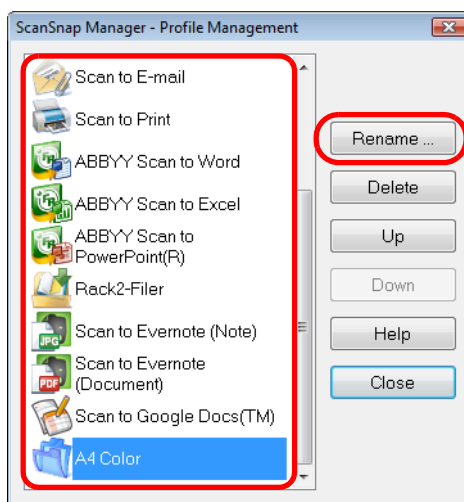 ScanSnap Manager - Profile Management
Scan to E-mail
Scan to Print
ABBYY Scan to Word
ABBYY Scan to Excel
ABBYY Scan to
PowerPoint(R)
Rack2-Filer
JPG
Scan to Evernote (Note)
PDF
Scan to Evernote
(Document)
Scan to Google Docs(TM)
A4 Color
Rename ...
Delete
Up
Down
Help
Close